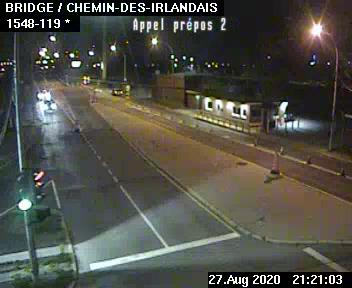 BRIDGE / CHEMIN-DES-IRLANDAIS
1548-119 *
Appel prépos 2
27.Aug 2020 21:21:03